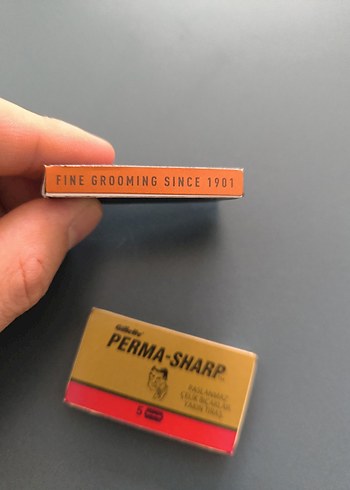 FINE GROOMING SINCE 1901
Gillette
PERMA-SHARP
PASLANMAZ
ÇELİK BIÇAKLAR
5